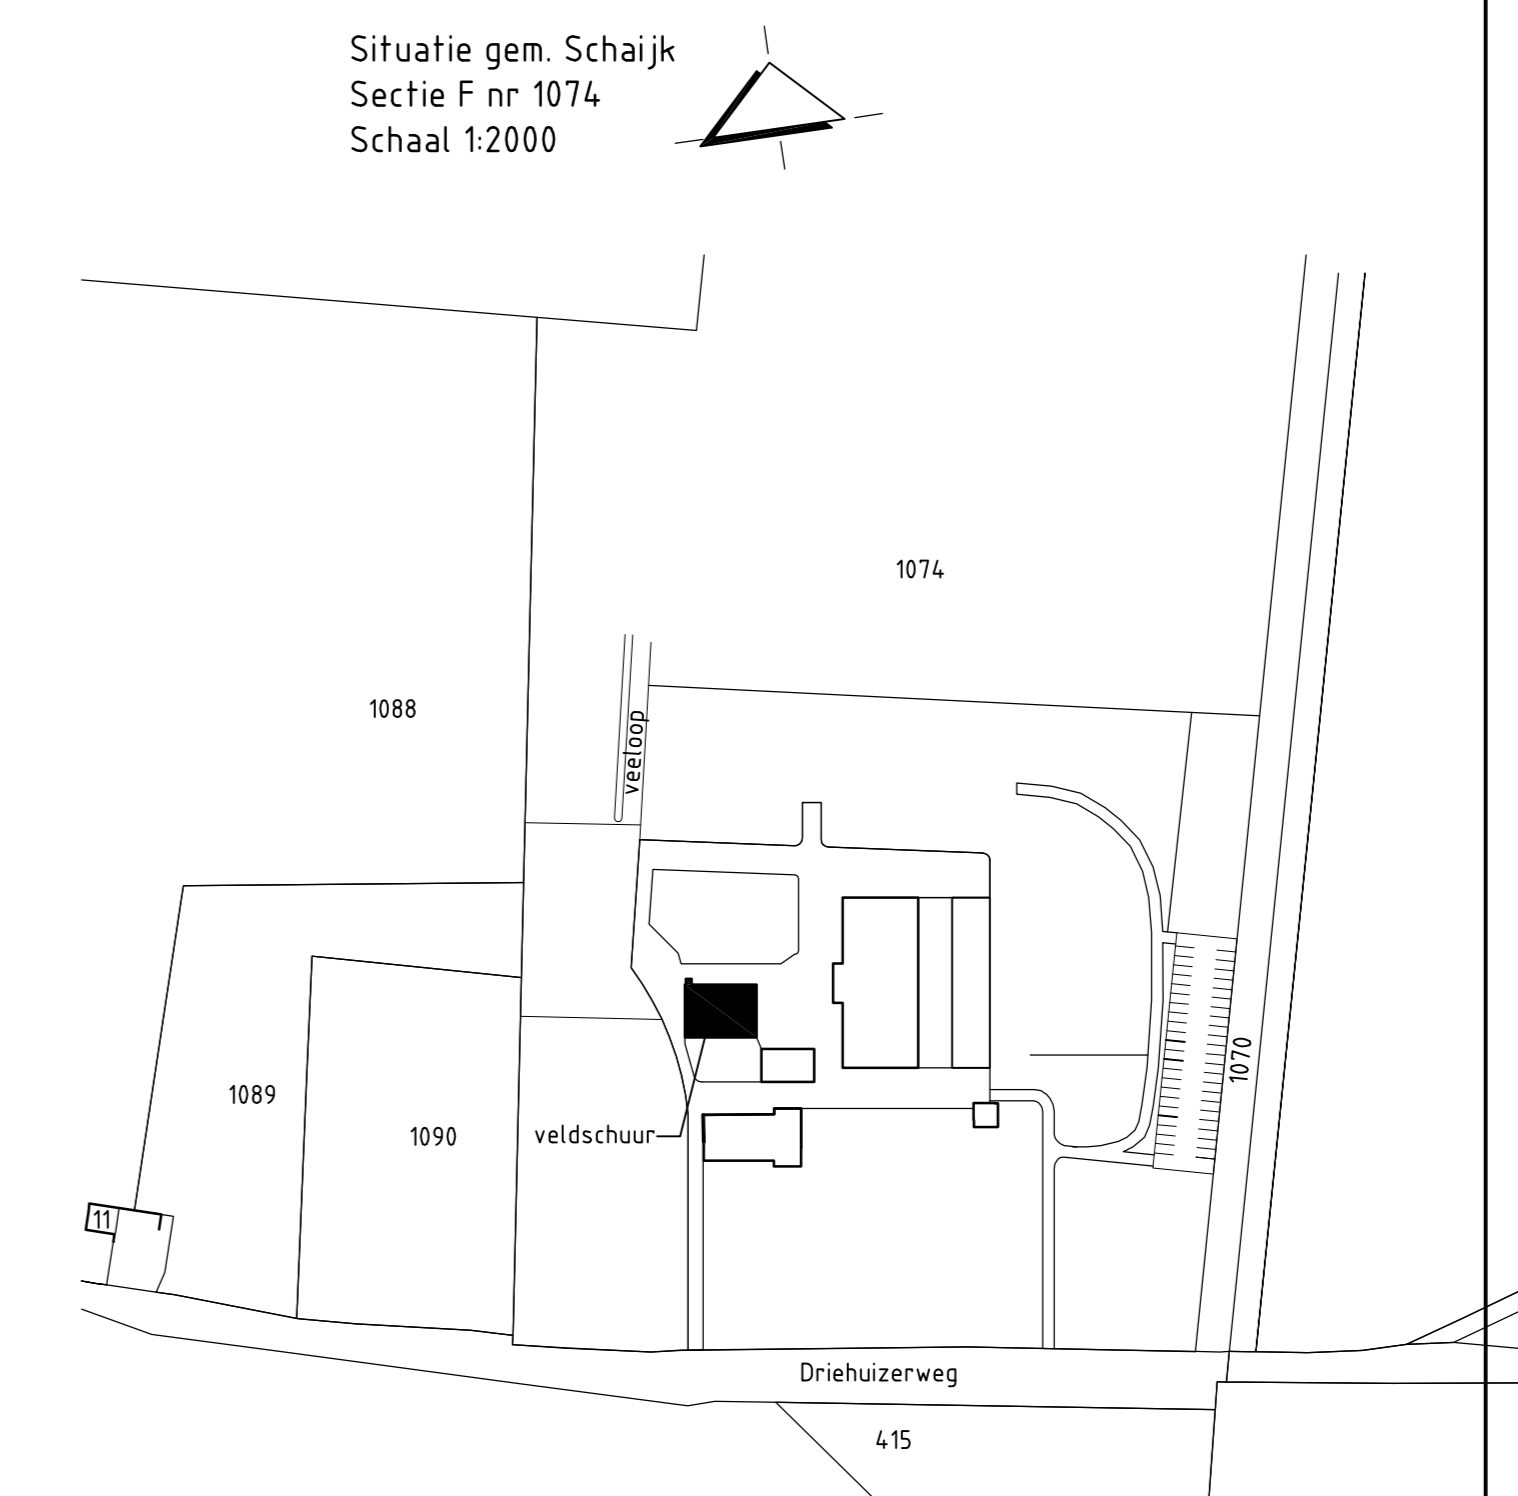 Situatie gem. Schaijk
Sectie F nr 1074
Schaal 1:2000
1074
1088
veeloop
1070
1089
1090
veldschuur
11
Driehuizerweg
415